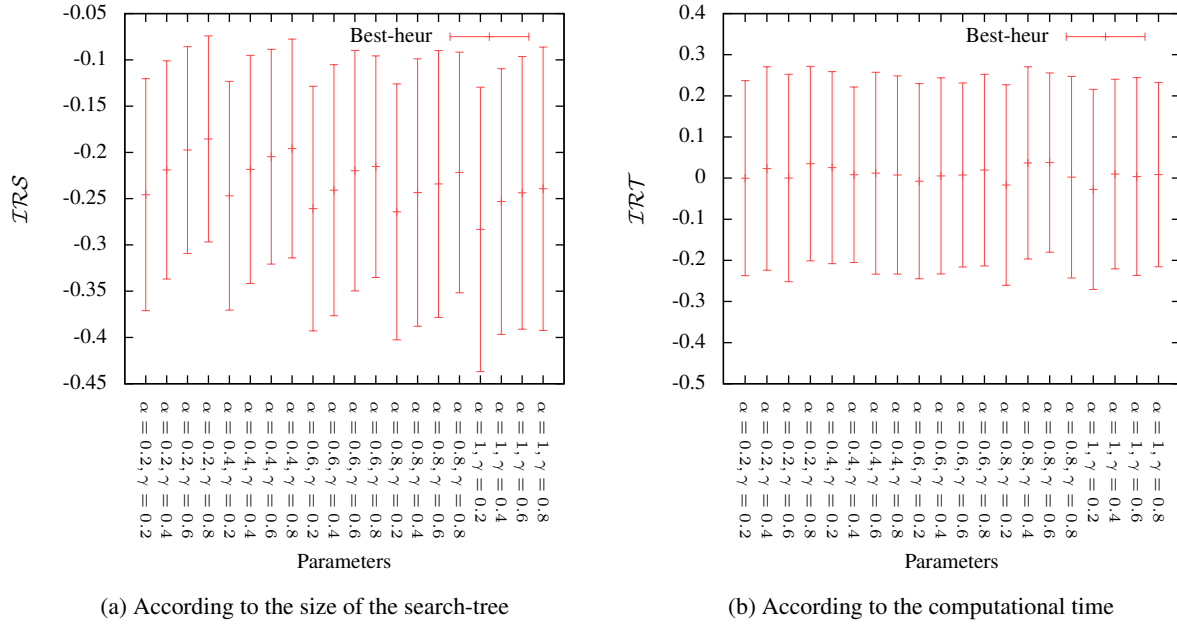 Best-heur
-0.05
-0.1
-0.15
-0.2
-0.25
-0.3
-0.35
-0.4
-0.45
IRS
α = 0.2, γ = 0.2
α = 0.2, γ = 0.4
α = 0.2, γ = 0.6
α = 0.2, γ = 0.8
α = 0.4, γ = 0.2
α = 0.4, γ = 0.4
α = 0.4, γ = 0.6
α = 0.4, γ = 0.8
α = 0.6, γ = 0.2
α = 0.6, γ = 0.4
α = 0.6, γ = 0.6
α = 0.6, γ = 0.8
α = 0.8, γ = 0.2
α = 0.8, γ = 0.4
α = 0.8, γ = 0.6
α = 0.8, γ = 0.8
α = 1, γ = 0.2
α = 1, γ = 0.4
α = 1, γ = 0.6
α = 1, γ = 0.8
Parameters
(a) According to the size of the search-tree
Best-heur
0.4
0.3
0.2
0.1
0
-0.1
-0.2
-0.3
-0.4
-0.5
IRT
α = 0.2, γ = 0.2
α = 0.2, γ = 0.4
α = 0.2, γ = 0.6
α = 0.2, γ = 0.8
α = 0.4, γ = 0.2
α = 0.4, γ = 0.4
α = 0.4, γ = 0.6
α = 0.4, γ = 0.8
α = 0.6, γ = 0.2
α = 0.6, γ = 0.4
α = 0.6, γ = 0.6
α = 0.6, γ = 0.8
α = 0.8, γ = 0.2
α = 0.8, γ = 0.4
α = 0.8, γ = 0.6
α = 0.8, γ = 0.8
α = 1, γ = 0.2
α = 1, γ = 0.4
α = 1, γ = 0.6
α = 1, γ = 0.8
Parameters
(b) According to the computational time